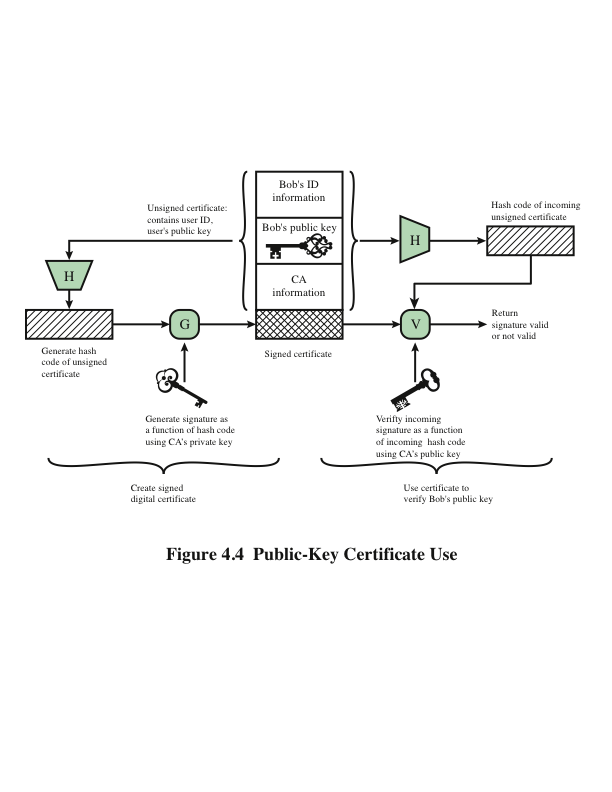 Bob's ID
information
Bob's public key
CA
information
Unsigned certificate:
contains user ID,
user's public key
H
Generate hash
code of unsigned
certificate
G
Signed certificate
Generate signature as
a function of hash code
using CA's private key
Create signed
digital certificate
H
Hash code of incoming
unsigned certificate
V
Return
signature valid
or not valid
Verifty incoming
signature as a function
of incoming hash code
using CA's public key
Use certificate to
verify Bob's public key
Figure 4.4 Public-Key Certificate Use